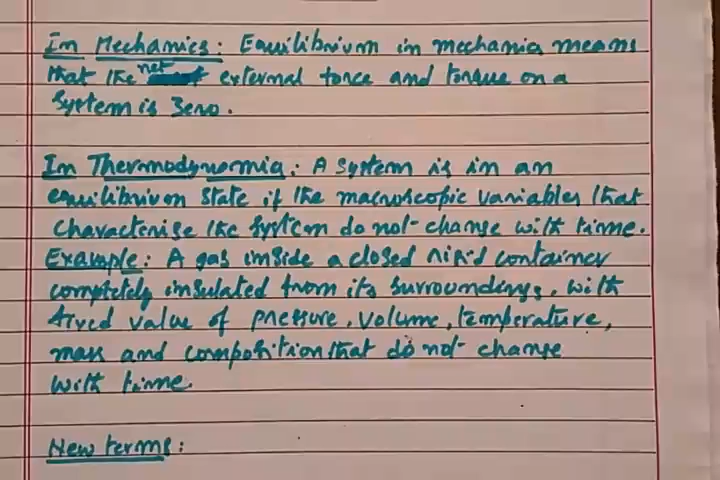 In Mechanics: Equilibrium in mechanics means
that the net external force and torque on a
system is zero.
In Thermodynamics: A system is in an
equilibrium state if the macroscopic variables that
characterise the system do not change with time.
Example: A gas inside a closed rigid container
completely insulated from its surroundings, with
fixed value of pressure, volume, temperature,
mass and composition that do not change
with time.
New terms: